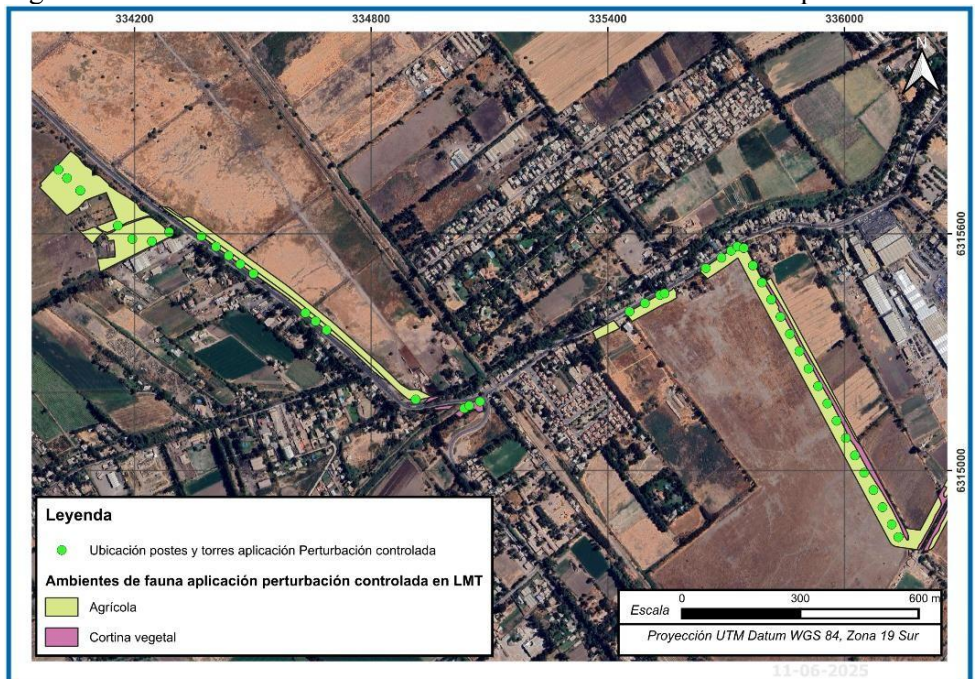 334200 334800 335400 336000
N
6315600
6315000
Leyenda
Ubicación postes y torres aplicación Perturbación controlada
Ambientes de fauna aplicación perturbación controlada en LMT
Agrícola
Cortina vegetal
0 300 600 m
Escala
Proyección UTM Datum WGS 84, Zona 19 Sur
11-06-2025